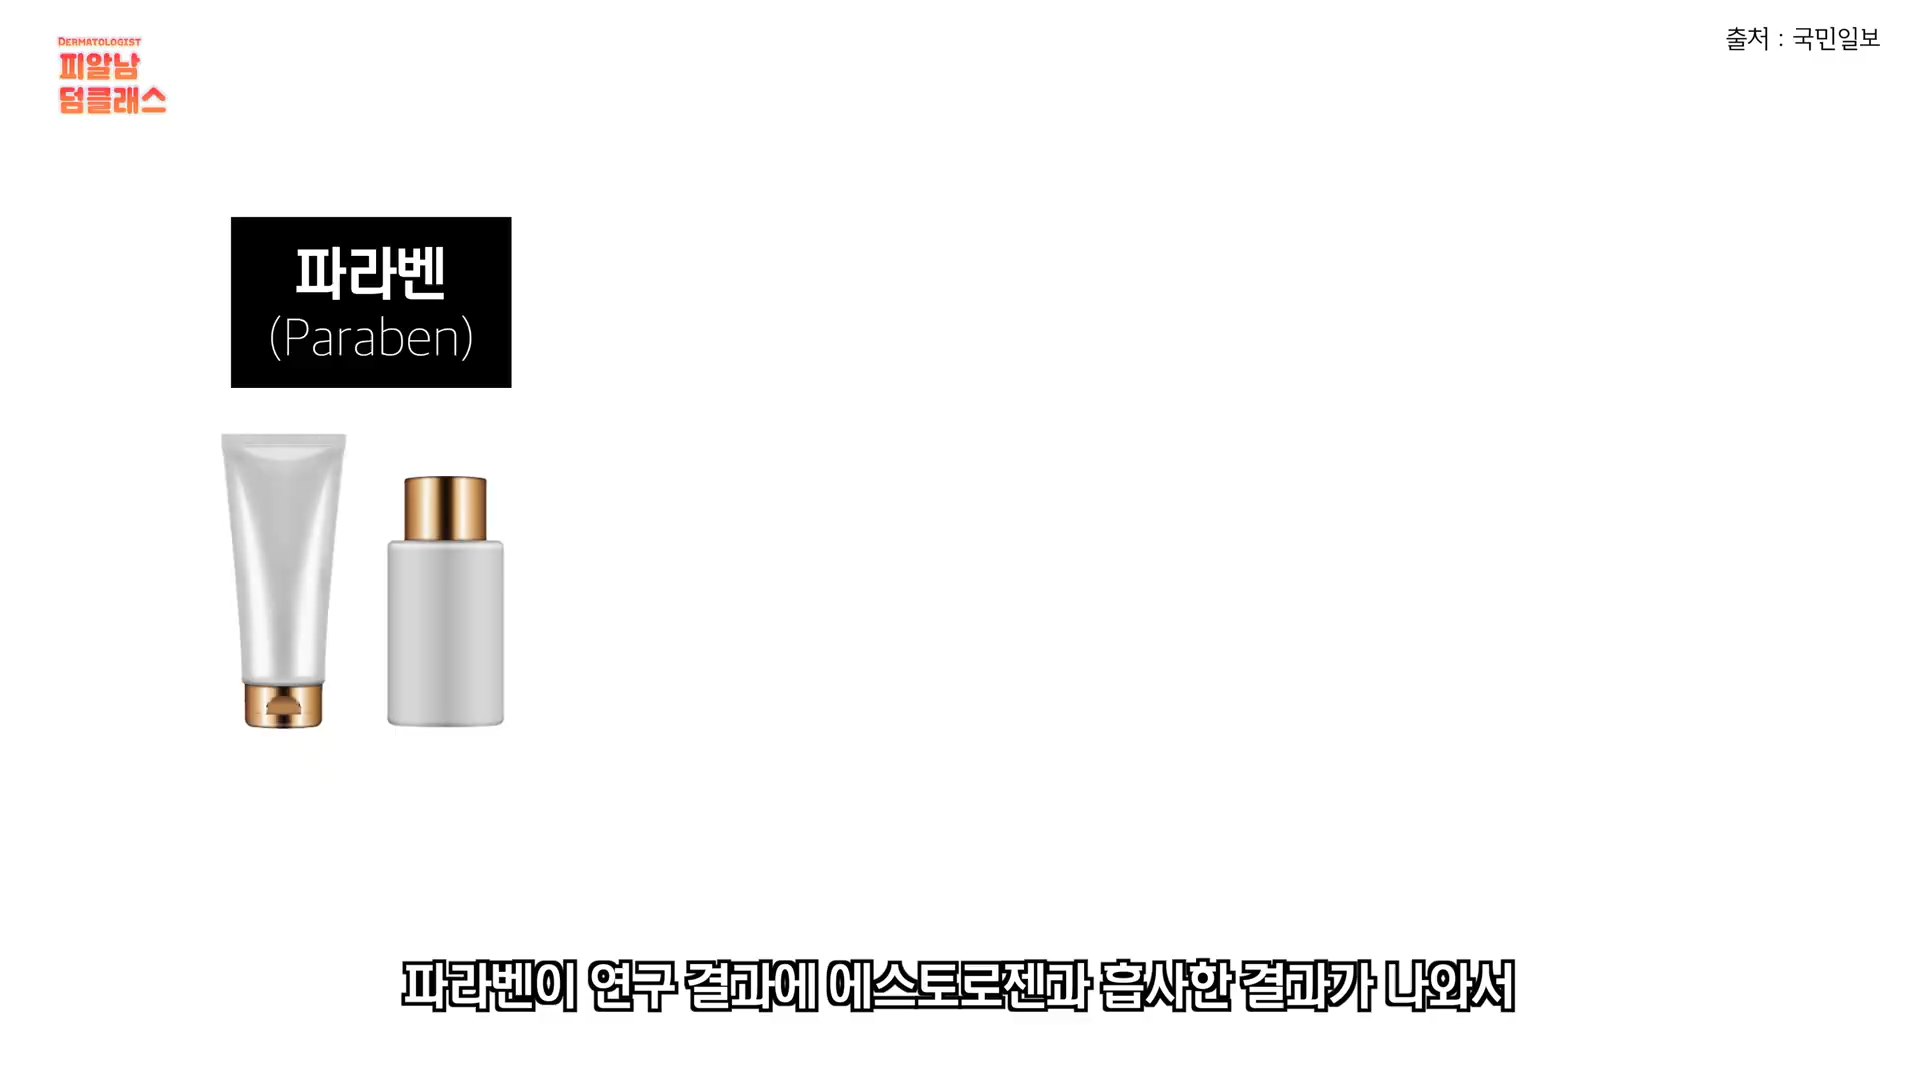 DERMATOLOGIST
피알남
덤클래스
출처 : 국민일보
파라벤
(Paraben)
파라벤이 연구 결과에 에스토로젠과 흡사한 결과가 나와서